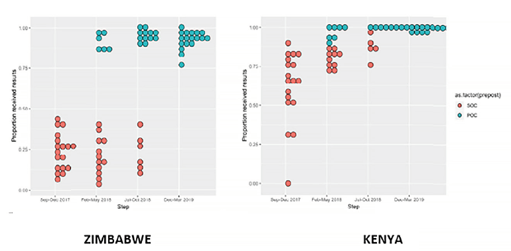 Proportion received results
1.00
0.75
0.50
0.25
0.00
Sep-Dec 2017 Feb-May 2018 Jul-Oct 2018 Dec-Mar 2019
Step
ZIMBABWE
Proportion received results
1.00
0.75
0.50
0.25
0.00
Sep-Dec 2017 Feb-May 2018 Jul-Oct 2018 Dec-Mar 2019
Step
KENYA
as.factor(prepost)
SOC
POC